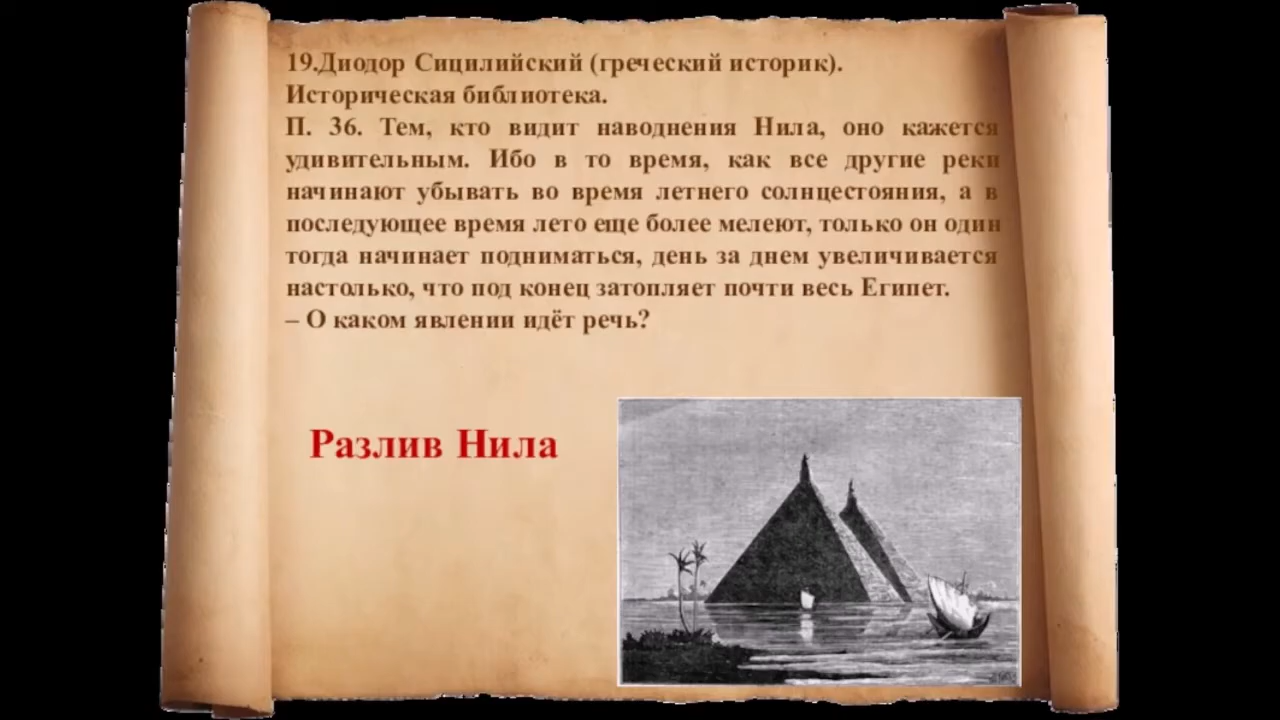 19.Диодор Сицилийский (греческий историк).
Историческая библиотека.
П. 36. Тем, кто видит наводнения Нила, оно кажется
удивительным. Ибо в то время, как все другие реки
начинают убывать во время летнего солнцестояния, а в
последующее время лето еще более мелеют, только он один
тогда начинает подниматься, день за днем увеличивается
настолько, что под конец затопляет почти весь Египет.
– О каком явлении идёт речь?
Разлив Нила